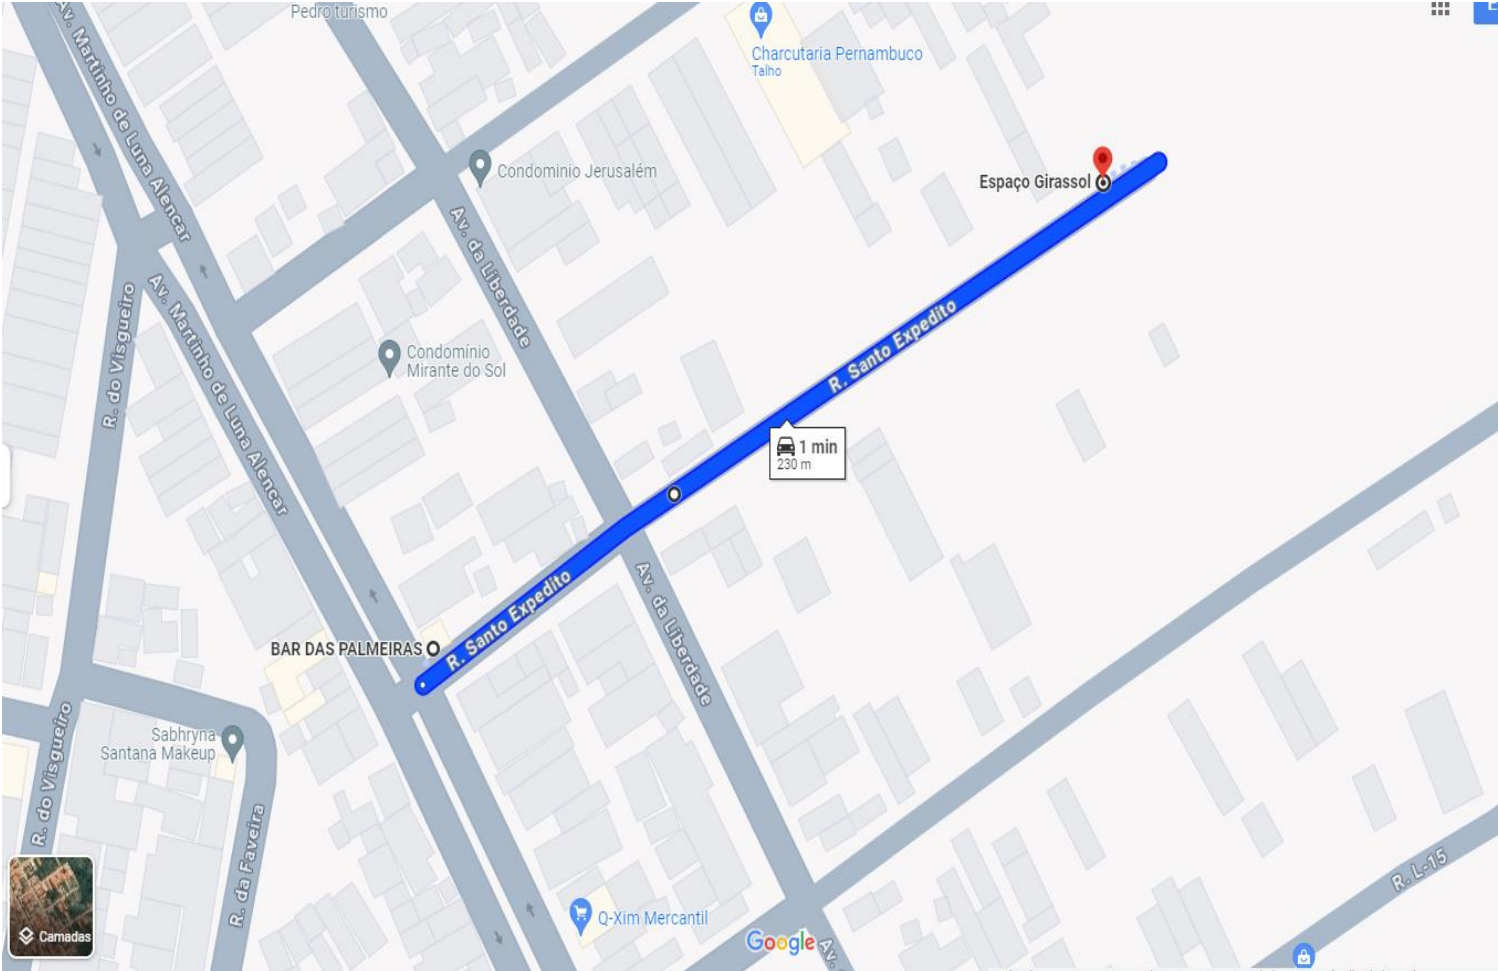 Pedro turismo
Av. Martinho de Luna Alencar
Charcutaria Pernambuco
Talho
Condominio Jerusalém
Espaço Girassol
Av. da Liberdade
R. do Visgueiro
Av. Martinho de Luna Alencar
Condomínio
Mirante do Sol
R. Santo Expedito
1 min
230 m
R. Santo Expedito
Av. da Liberdade
BAR DAS PALMEIRAS
Sabhryna
Santana Makeup
R. do Visgueiro
R. da Faveira
R. L-15
Q-Xim Mercantil
Camadas
Google
Av.